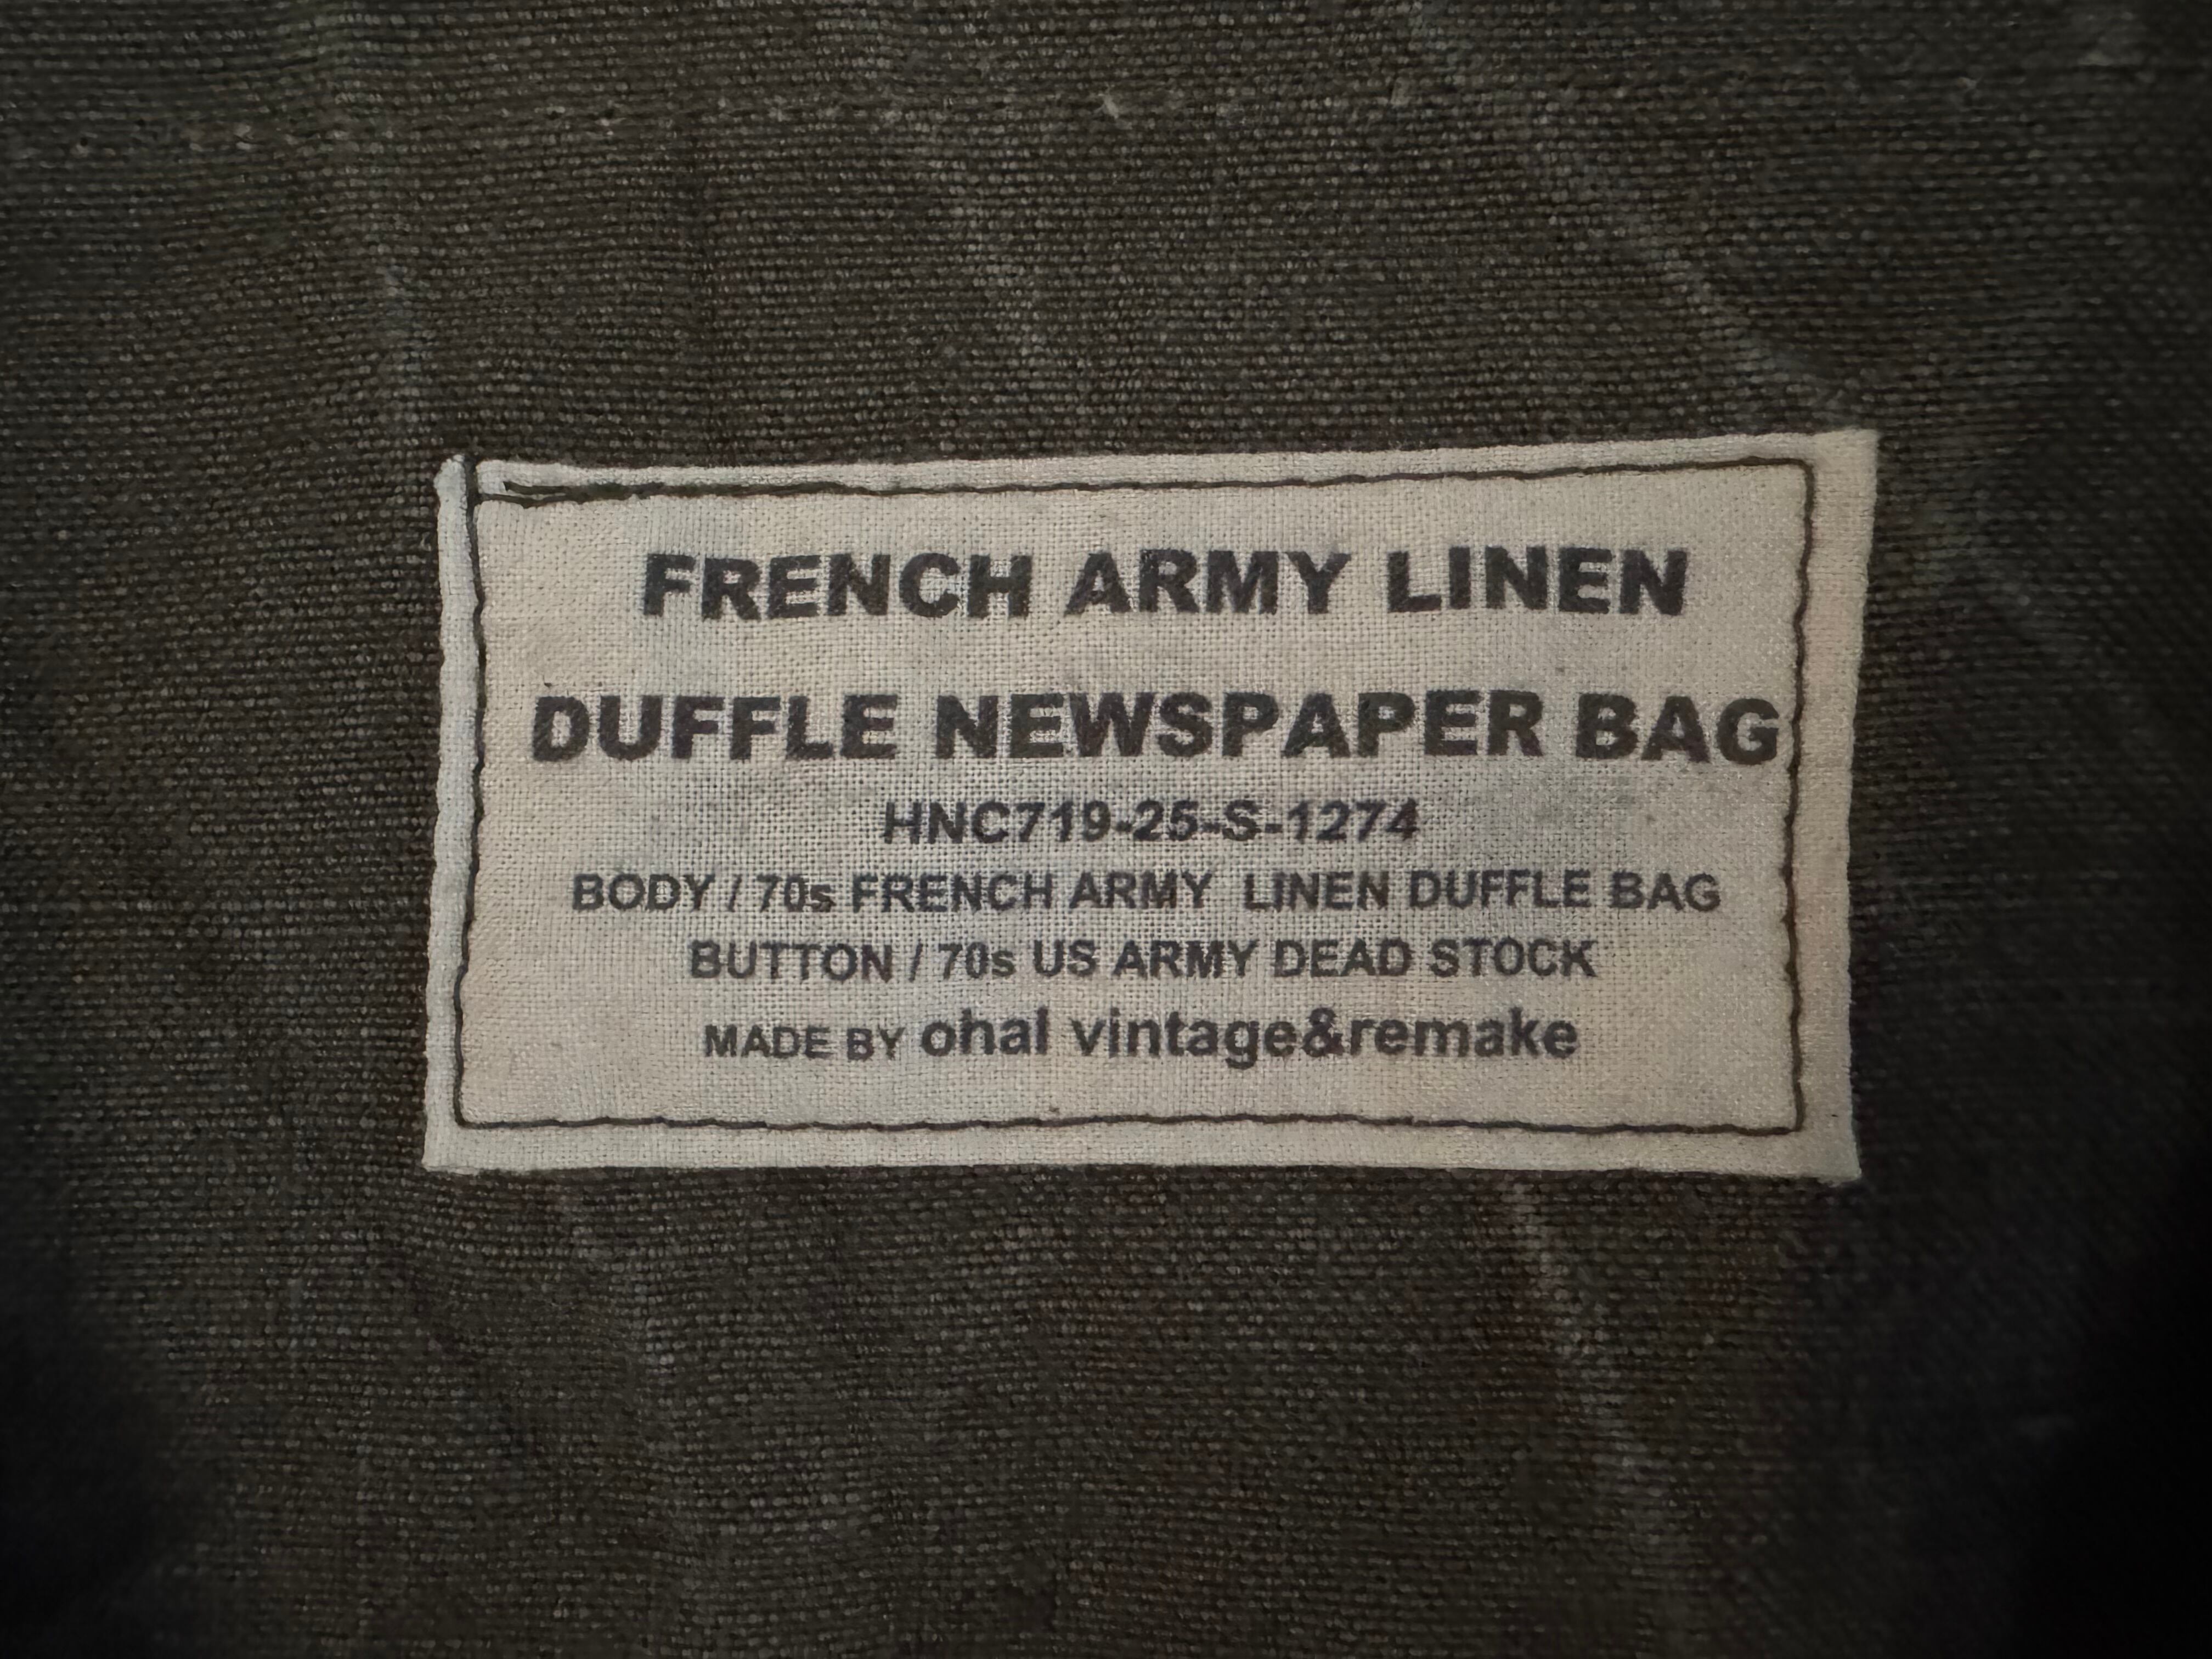 FRENCH ARMY LINEN
DUFFLE NEWSPAPER BAG
HNC719-25-S-1274
BODY / 70s FRENCH ARMY LINEN DUFFLE BAG
BUTTON / 70s US ARMY DEAD STOCK
MADE BY ohal vintage&remake